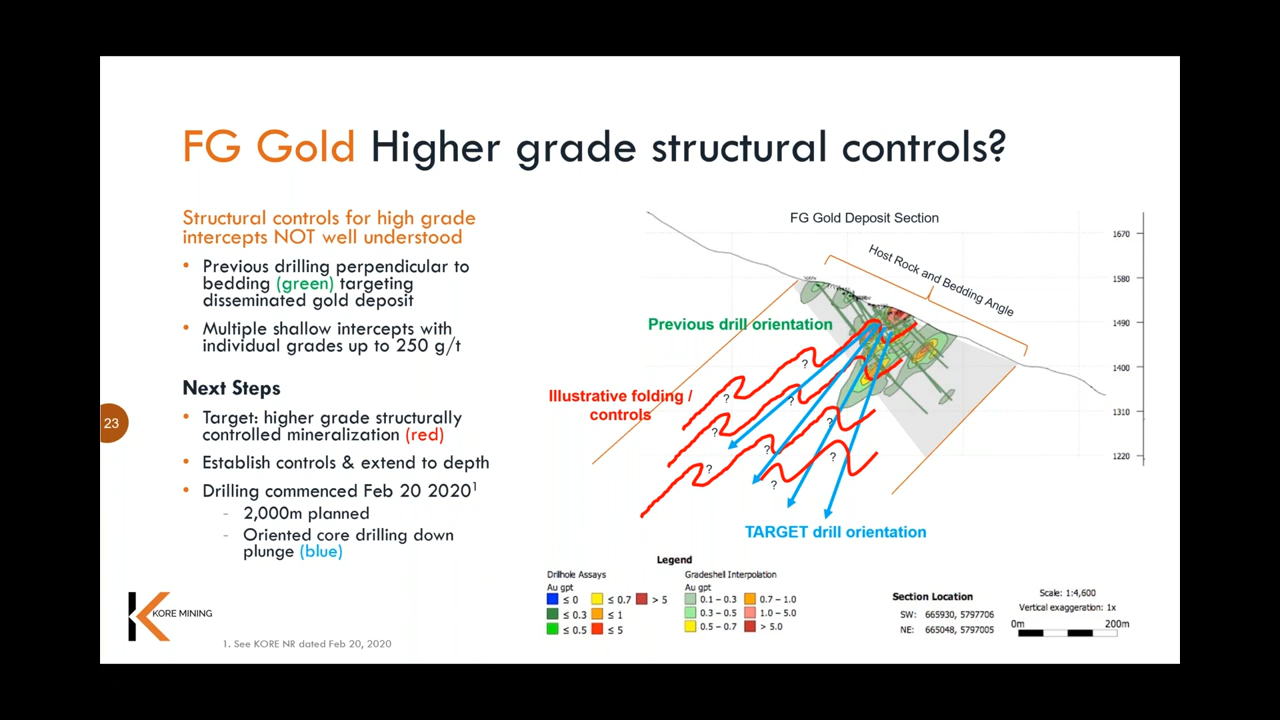 FG Gold Higher grade structural controls?
Structural controls for high grade
intercepts NOT well understood
• Previous drilling perpendicular to
bedding (green) targeting
disseminated gold deposit
• Multiple shallow intercepts with
individual grades up to 250 g/t
Next Steps
• Target: higher grade structurally
controlled mineralization (red)
• Establish controls & extend to depth
• Drilling commenced Feb 20 2020¹
- 2,000m planned
- Oriented core drilling down
plunge (blue)
23
KORE MINING
1. See KORE NR dated Feb 20, 2020
FG Gold Deposit Section
Host Rock and Bedding Angle
Previous drill orientation
Illustrative folding /
controls
TARGET drill orientation
?
?
?
?
?
?
?
?
?
1670
1580
1490
1400
1310
1220
Legend
Drillhole Assays
Au gpt
≤ 0
≤ 0.3
≤ 0.5
≤ 0.7
≤ 1
≤ 5
> 5
Gradeshell Interpolation
Au gpt
0.1 – 0.3
0.3 – 0.5
0.5 – 0.7
0.7 – 1.0
1.0 – 5.0
> 5.0
Section Location
SW: 665930, 5797706
NE: 665048, 5797005
Scale: 1:4,600
Vertical exaggeration: 1x
0m 200m